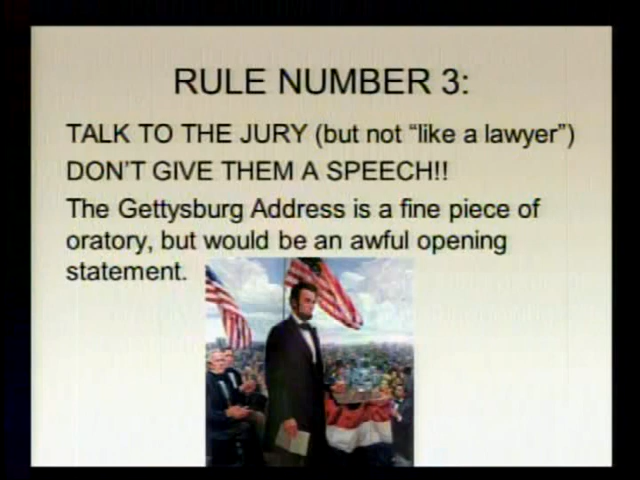 RULE NUMBER 3:
TALK TO THE JURY (but not “like a lawyer”)
DON’T GIVE THEM A SPEECH!!
The Gettysburg Address is a fine piece of
oratory, but would be an awful opening
statement.